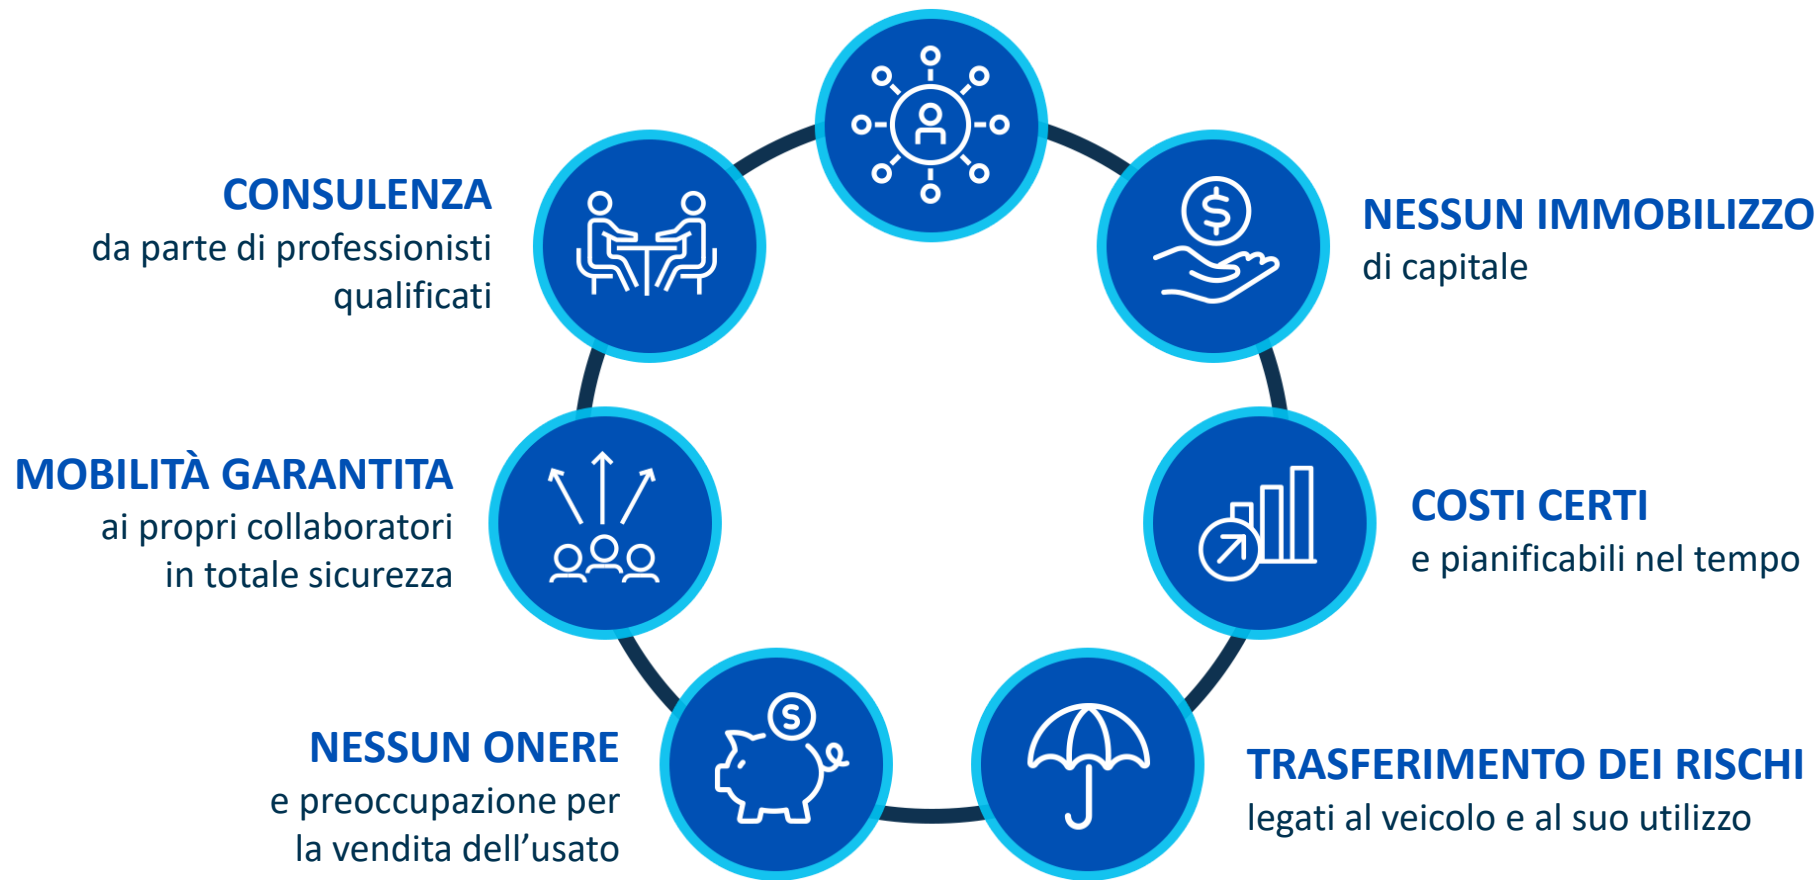 CONSULENZA
da parte di professionisti
qualificati
NESSUN IMMOBILIZZO
di capitale
MOBILITÀ GARANTITA
ai propri collaboratori
in totale sicurezza
COSTI CERTI
e pianificabili nel tempo
NESSUN ONERE
e preoccupazione per
la vendita dell’usato
TRASFERIMENTO DEI RISCHI
legati al veicolo e al suo utilizzo